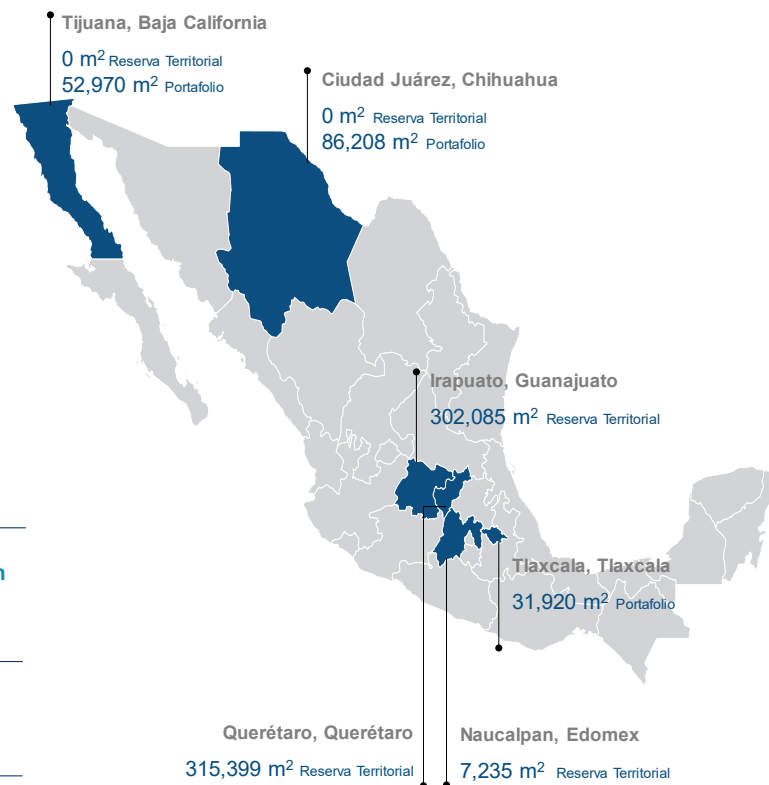 Tijuana, Baja California
0 m² Reserva Territorial
52,970 m² Portafolio
Ciudad Juárez, Chihuahua
0 m² Reserva Territorial
86,208 m² Portafolio
Irapuato, Guanajuato
302,085 m² Reserva Territorial
Tlaxcala, Tlaxcala
31,920 m² Portafolio
Querétaro, Querétaro
315,399 m² Reserva Territorial
Naucalpan, Edomex
7,235 m² Reserva Territorial